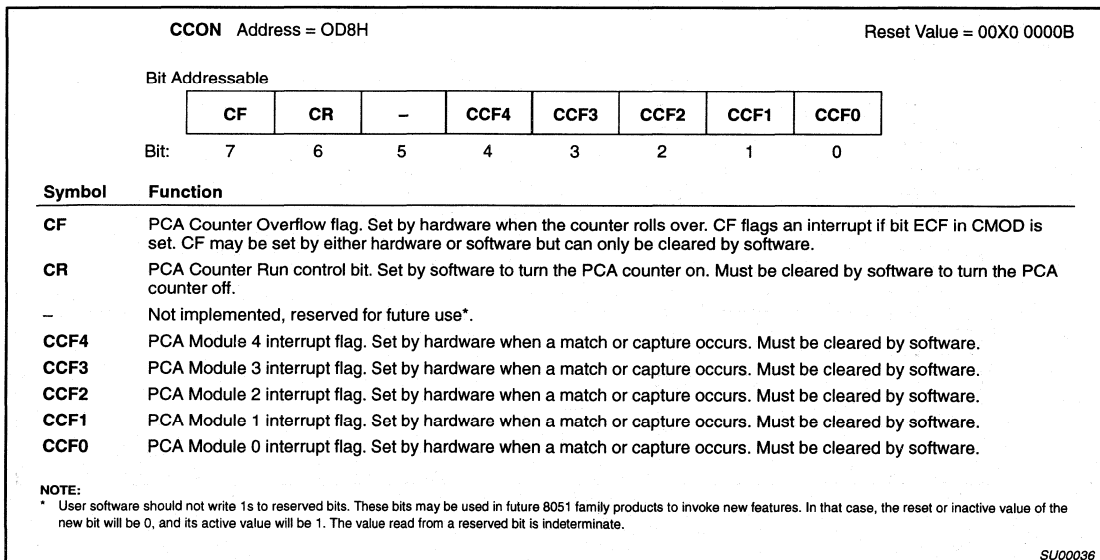 CCON Address = OD8H Reset Value = 00X0 0000B
Bit Addressable
CF CR – CCF4 CCF3 CCF2 CCF1 CCF0
Bit: 7 6 5 4 3 2 1 0
Symbol Function
CF PCA Counter Overflow flag. Set by hardware when the counter rolls over. CF flags an interrupt if bit ECF in CMOD is
set. CF may be set by either hardware or software but can only be cleared by software.
CR PCA Counter Run control bit. Set by software to turn the PCA counter on. Must be cleared by software to turn the PCA
counter off.
– Not implemented, reserved for future use*.
CCF4 PCA Module 4 interrupt flag. Set by hardware when a match or capture occurs. Must be cleared by software.
CCF3 PCA Module 3 interrupt flag. Set by hardware when a match or capture occurs. Must be cleared by software.
CCF2 PCA Module 2 interrupt flag. Set by hardware when a match or capture occurs. Must be cleared by software.
CCF1 PCA Module 1 interrupt flag. Set by hardware when a match or capture occurs. Must be cleared by software.
CCF0 PCA Module 0 interrupt flag. Set by hardware when a match or capture occurs. Must be cleared by software.
NOTE:
* User software should not write 1s to reserved bits. These bits may be used in future 8051 family products to invoke new features. In that case, the reset or inactive value of the
new bit will be 0, and its active value will be 1. The value read from a reserved bit is indeterminate.
SU00036